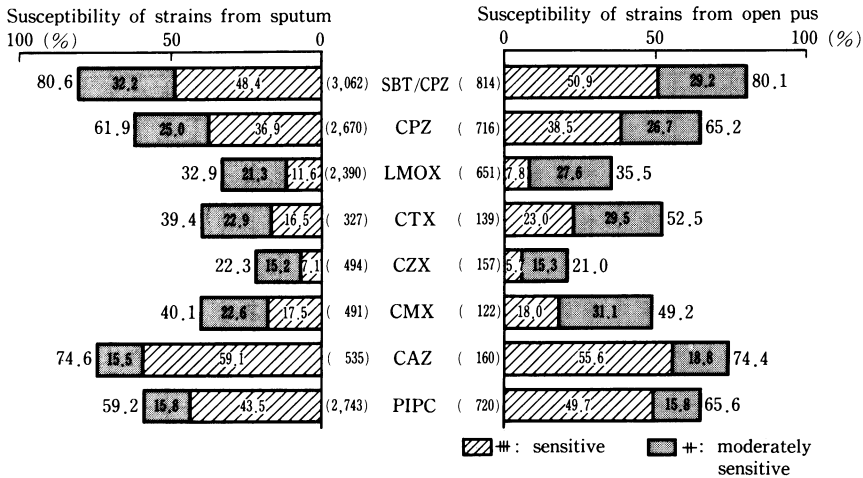 Susceptibility of strains from sputum Susceptibility of strains from open pus
100 (%) 50 0 0 50 100 (%)
80.6 32.2 48.4 (3,062) SBT/CPZ ( 814) 50.9 29.2 80.1
61.9 25.0 36.9 (2,670) CPZ ( 716) 38.5 26.7 65.2
32.9 21.3 11.6 (2,390) LMOX ( 651) 7.8 27.6 35.5
39.4 22.9 16.5 ( 327) CTX ( 139) 23.0 29.5 52.5
22.3 15.2 7.1 ( 494) CZX ( 157) 5.7 15.3 21.0
40.1 22.6 17.5 ( 491) CMX ( 122) 18.0 31.1 49.2
74.6 15.5 59.1 ( 535) CAZ ( 160) 55.6 18.8 74.4
59.2 15.8 43.5 (2,743) PIPC ( 720) 49.7 15.8 65.6
⧻: sensitive ⧺: moderately
sensitive